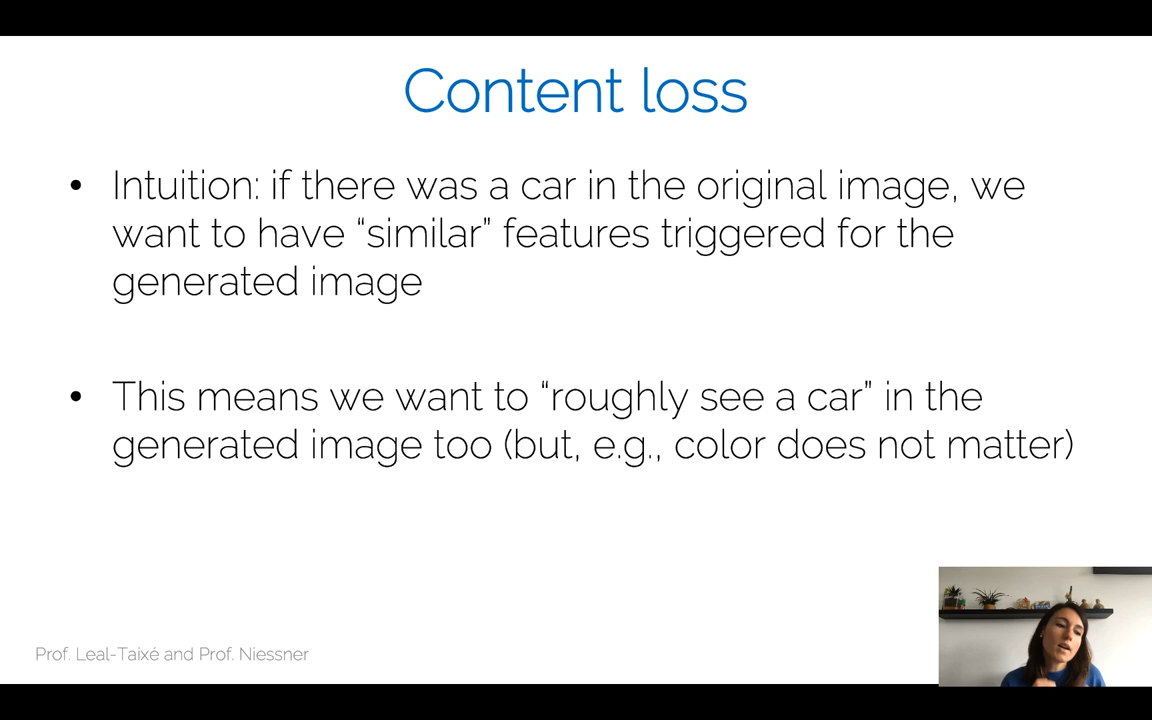 Content loss
• Intuition: if there was a car in the original image, we
want to have “similar” features triggered for the
generated image
• This means we want to “roughly see a car” in the
generated image too (but, e.g., color does not matter)
Prof. Leal-Taixé and Prof. Niessner